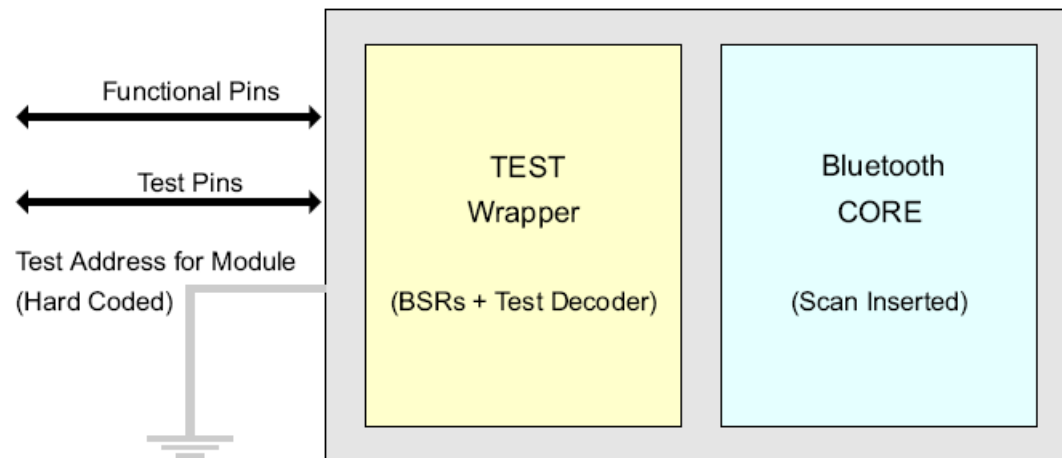 Functional Pins
Test Pins
Test Address for Module
(Hard Coded)
TEST
Wrapper
(BSRs + Test Decoder)
Bluetooth
CORE
(Scan Inserted)